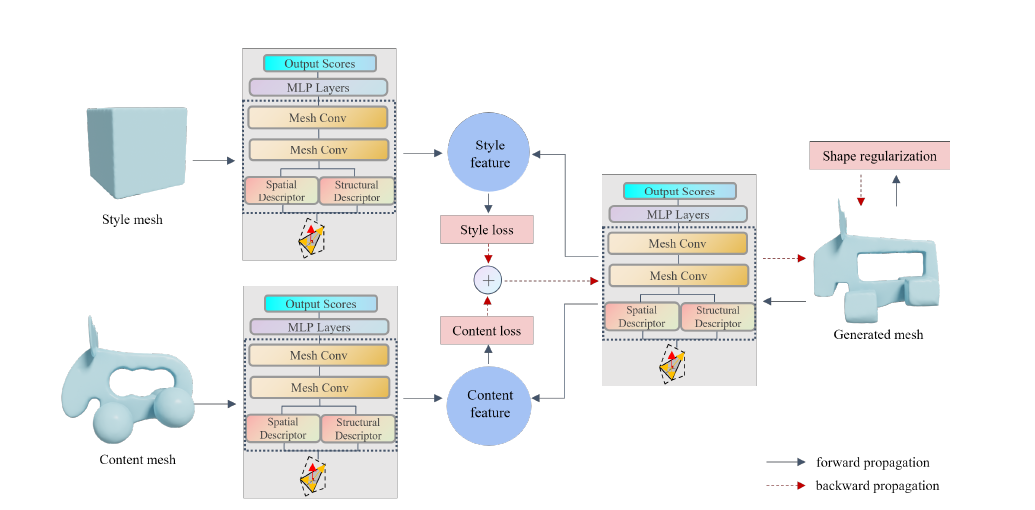 Output Scores
MLP Layers
Mesh Conv
Mesh Conv
Spatial
Descriptor
Structural
Descriptor
Style mesh
Style
feature
Style loss
+
Content loss
Content
feature
Output Scores
MLP Layers
Mesh Conv
Mesh Conv
Spatial
Descriptor
Structural
Descriptor
Content mesh
Output Scores
MLP Layers
Mesh Conv
Mesh Conv
Spatial
Descriptor
Structural
Descriptor
Shape regularization
Generated mesh
forward propagation
backward propagation